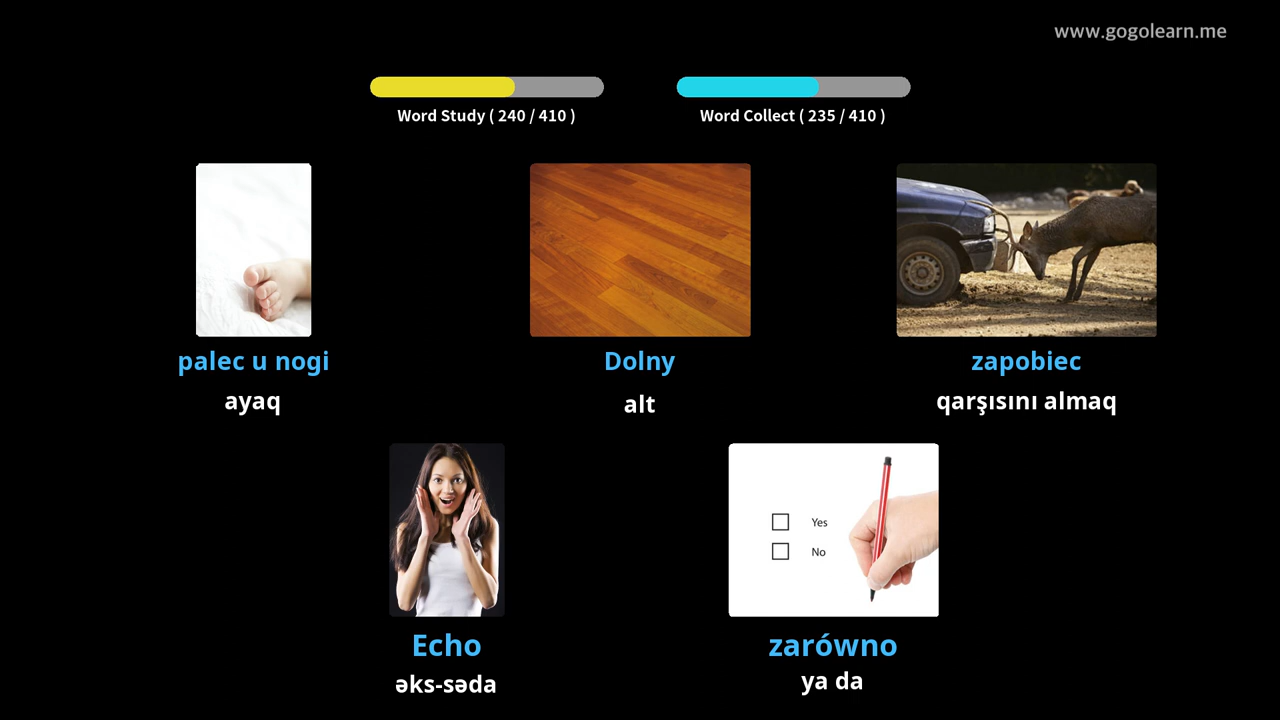 www.gogolearn.me
Word Study ( 240 / 410 )
Word Collect ( 235 / 410 )
palec u nogi
ayaq
Dolny
alt
zapobiec
qarşısını almaq
Yes
No
Echo
əks-səda
zarówno
ya da